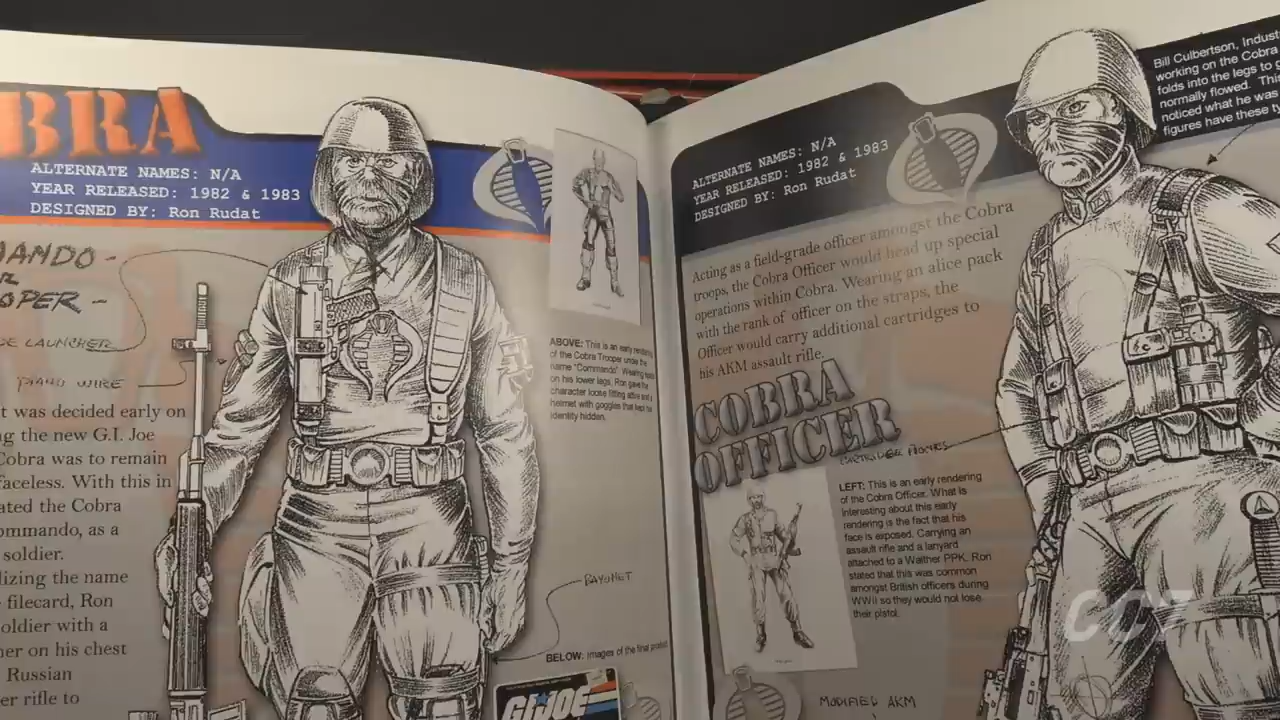 BRA
ALTERNATE NAMES: N/A
YEAR RELEASED: 1982 & 1983
DESIGNED BY: Ron Rudat
MANDO -
OPER -
DE LAUNCHER
PIANO WIRE
t was decided early on
ng the new G.I. Joe
Cobra was to remain
faceless. With this in
ated the Cobra
ommando, as a
soldier.
lizing the name
filecard, Ron
oldier with a
her on his chest
Russian
er rifle to
ABOVE: This is an early
of the Cobra Trooper under the
name "Commando". Wearing
on his lower legs, Ron gave the
character loose fitting attire and a
helmet with goggles that kept his
identity hidden.
BAYONET
BELOW: Images of the final
GI JOE
ALTERNATE NAMES: N/A
YEAR RELEASED: 1982 & 1983
DESIGNED BY: Ron Rudat
Acting as a field-grade officer amongst the Cobra
troops, the Cobra Officer would head up special
operations within Cobra. Wearing an alice pack
with the rank of officer on the straps, the
Officer would carry additional cartridges to
his AKM assault rifle.
COBRA
OFFICER
CARTRIDGE POUCHES
LEFT: This is an early rendering
of the Cobra Officer. What is
interesting about this early
rendering is the fact that his
face is exposed. Carrying an
assault rifle and a lanyard
attached to a Walther PPK, Ron
stated that this was common
amongst British officers during
WWII so they would not lose
their pistol.
MODIFIED AKM
Bill Culbertson, Indust
working on the Cobra
folds into the legs to g
normally flowed. Thi
noticed what he was
figures have these ty
CC7